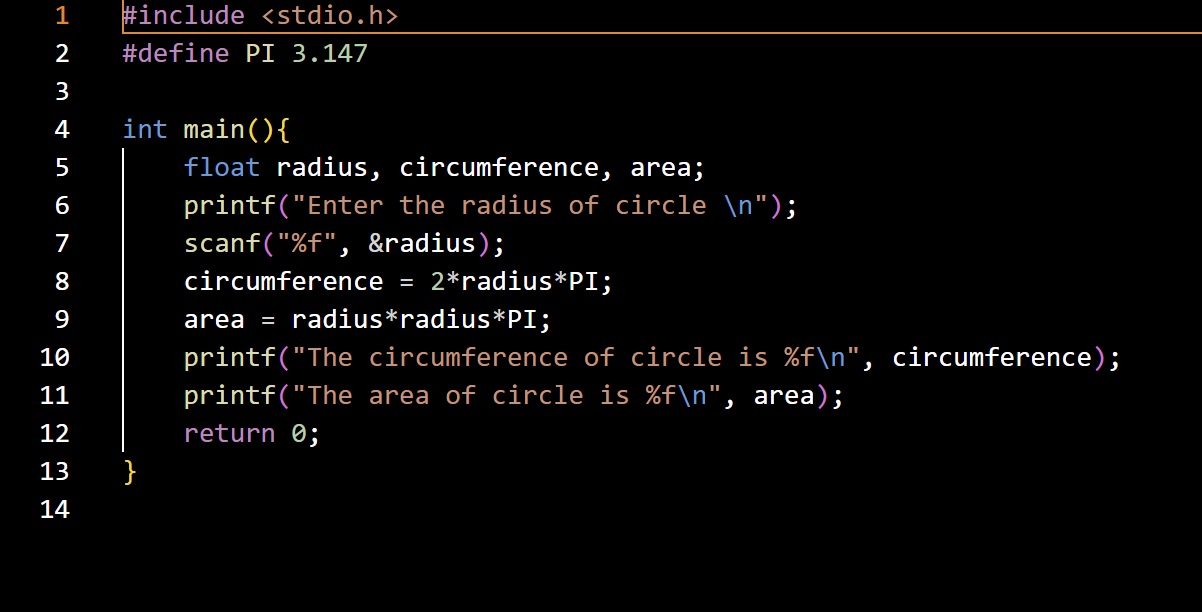 1 #include <stdio.h>
2 #define PI 3.147
3
4 int main(){
5     float radius, circumference, area;
6     printf("Enter the radius of circle \n");
7     scanf("%f", &radius);
8     circumference = 2*radius*PI;
9     area = radius*radius*PI;
10     printf("The circumference of circle is %f\n", circumference);
11     printf("The area of circle is %f\n", area);
12     return 0;
13 }
14